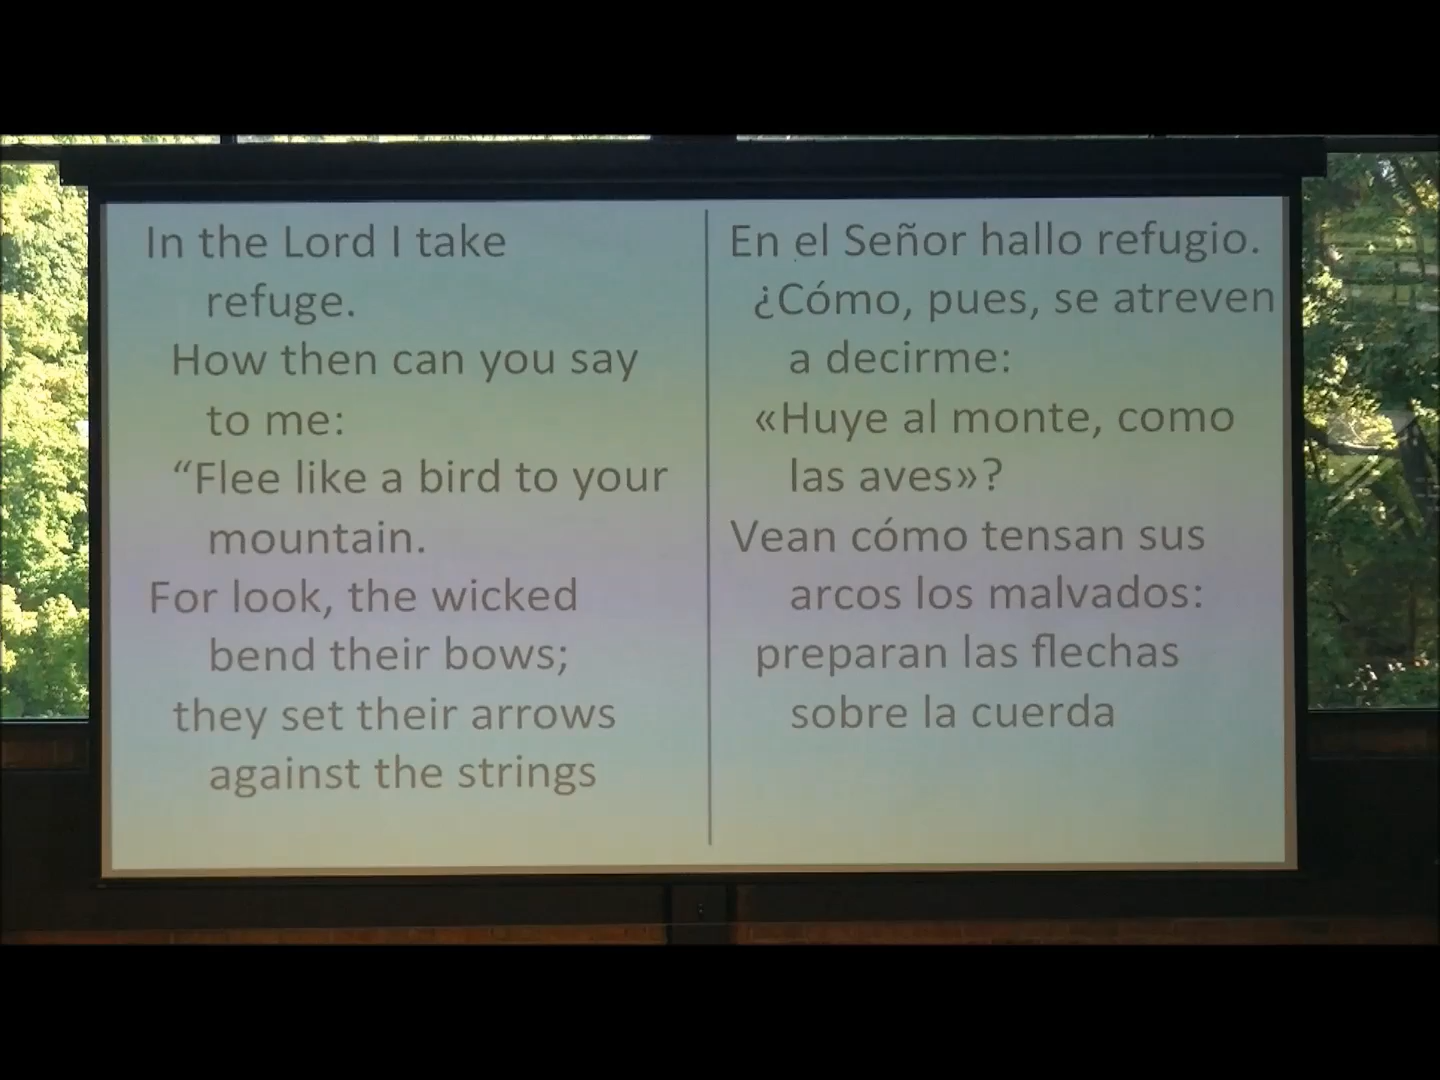 In the Lord I take
refuge.
How then can you say
to me:
“Flee like a bird to your
mountain.
For look, the wicked
bend their bows;
they set their arrows
against the strings
En el Señor hallo refugio.
¿Cómo, pues, se atreven
a decirme:
«Huye al monte, como
las aves»?
Vean cómo tensan sus
arcos los malvados:
preparan las flechas
sobre la cuerda